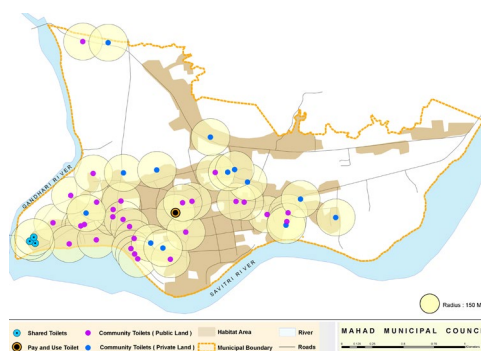 GANDHARI RIVER
SAVITRI RIVER
Radius : 150 M
Shared Toilets
Community Toilets ( Public Land )
Habitat Area
River
Pay and Use Toilet
Community Toilets ( Private Land )
Municipal Boundary
Roads
MAHAD MUNICIPAL COUNC